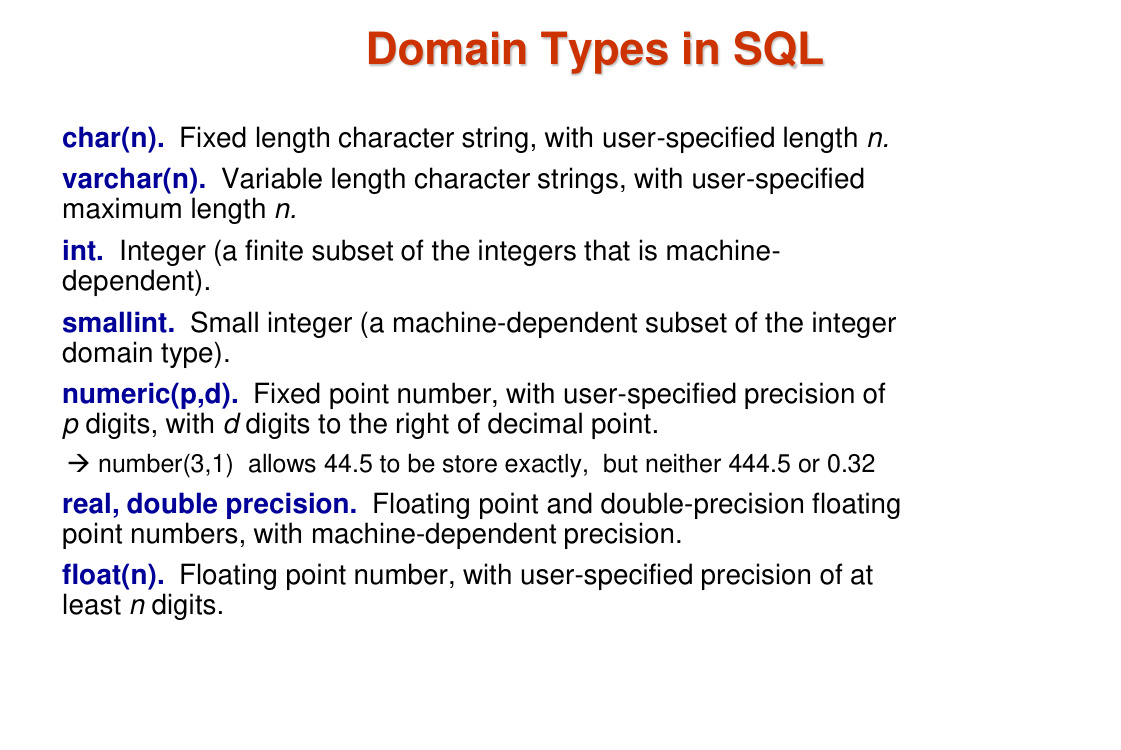 Domain Types in SQL
char(n). Fixed length character string, with user-specified length n.
varchar(n). Variable length character strings, with user-specified
maximum length n.
int. Integer (a finite subset of the integers that is machine-
dependent).
smallint. Small integer (a machine-dependent subset of the integer
domain type).
numeric(p,d). Fixed point number, with user-specified precision of
p digits, with d digits to the right of decimal point.
→ number(3,1) allows 44.5 to be store exactly, but neither 444.5 or 0.32
real, double precision. Floating point and double-precision floating
point numbers, with machine-dependent precision.
float(n). Floating point number, with user-specified precision of at
least n digits.